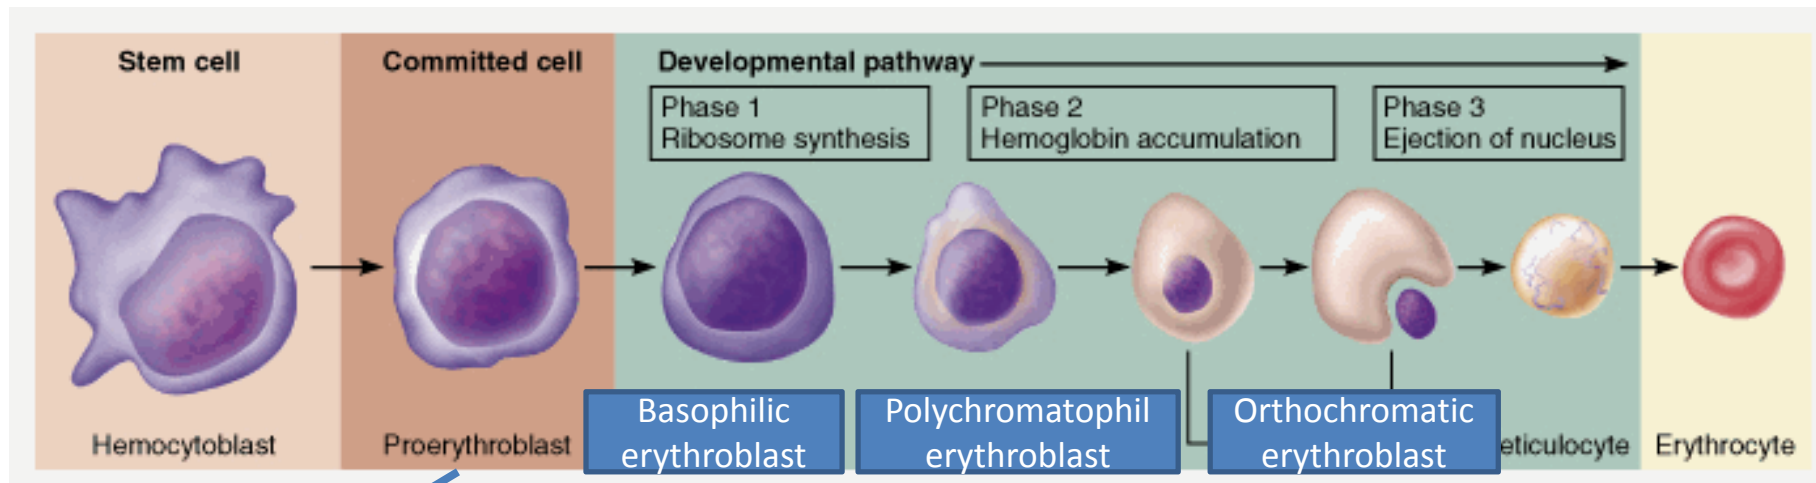 Stem cell
Committed cell
Developmental pathway
Phase 1
Ribosome synthesis
Phase 2
Hemoglobin accumulation
Phase 3
Ejection of nucleus
Hemocytoblast
Proerythroblast
Basophilic
erythroblast
Polychromatophil
erythroblast
Orthochromatic
erythroblast
eticulocyte
Erythrocyte